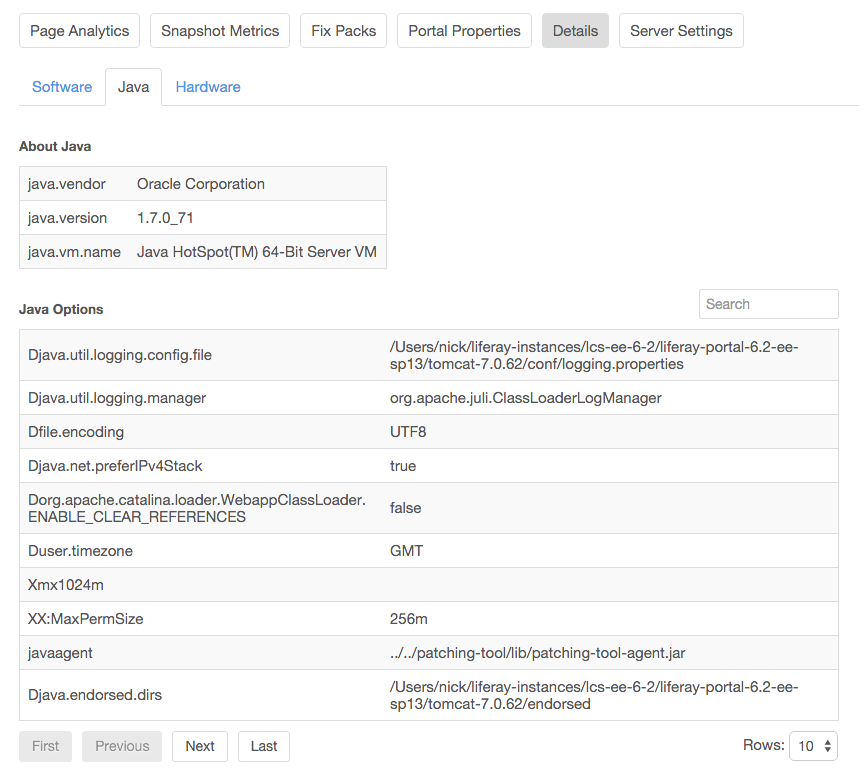 Page Analytics Snapshot Metrics Fix Packs Portal Properties Details Server Settings
Software Java Hardware
About Java
java.vendor Oracle Corporation
java.version 1.7.0_71
java.vm.name Java HotSpot(TM) 64-Bit Server VM
Java Options Search
Djava.util.logging.config.file /Users/nick/liferay-instances/lcs-ee-6-2/liferay-portal-6.2-ee-
sp13/tomcat-7.0.62/conf/logging.properties
Djava.util.logging.manager org.apache.juli.ClassLoaderLogManager
Dfile.encoding UTF8
Djava.net.preferIPv4Stack true
Dorg.apache.catalina.loader.WebappClassLoader.
ENABLE_CLEAR_REFERENCES false
Duser.timezone GMT
Xmx1024m
XX:MaxPermSize 256m
javaagent ../../patching-tool/lib/patching-tool-agent.jar
Djava.endorsed.dirs /Users/nick/liferay-instances/lcs-ee-6-2/liferay-portal-6.2-ee-
sp13/tomcat-7.0.62/endorsed
First Previous Next Last Rows: 10